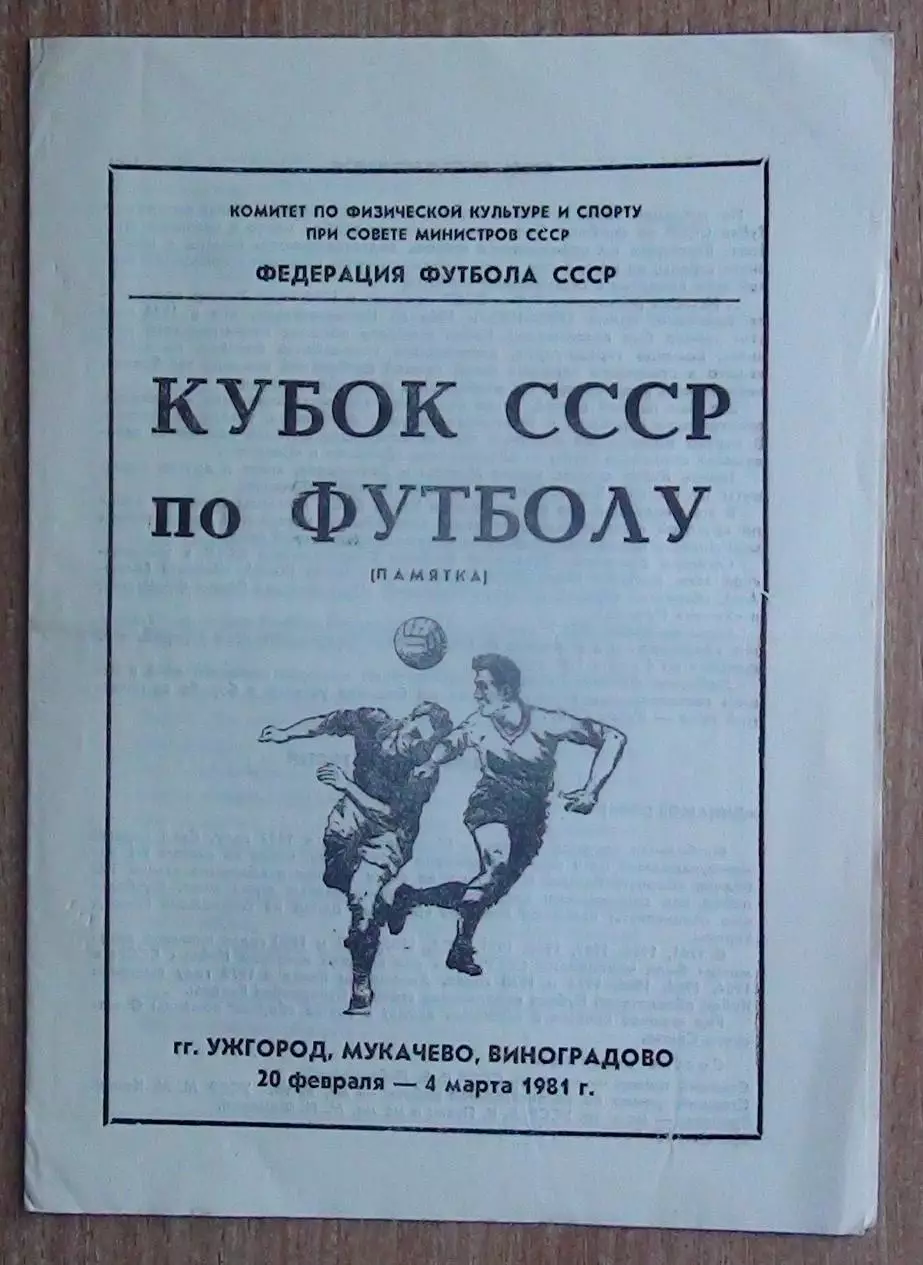 КОМИТЕТ ПО ФИЗИЧЕСКОЙ КУЛЬТУРЕ И СПОРТУ
ПРИ СОВЕТЕ МИНИСТРОВ СССР
ФЕДЕРАЦИЯ ФУТБОЛА СССР
КУБОК СССР
по ФУТБОЛУ
(ПАМЯТКА)
гг. УЖГОРОД, МУКАЧЕВО, ВИНОГРАДОВО
20 февраля — 4 марта 1981 г.